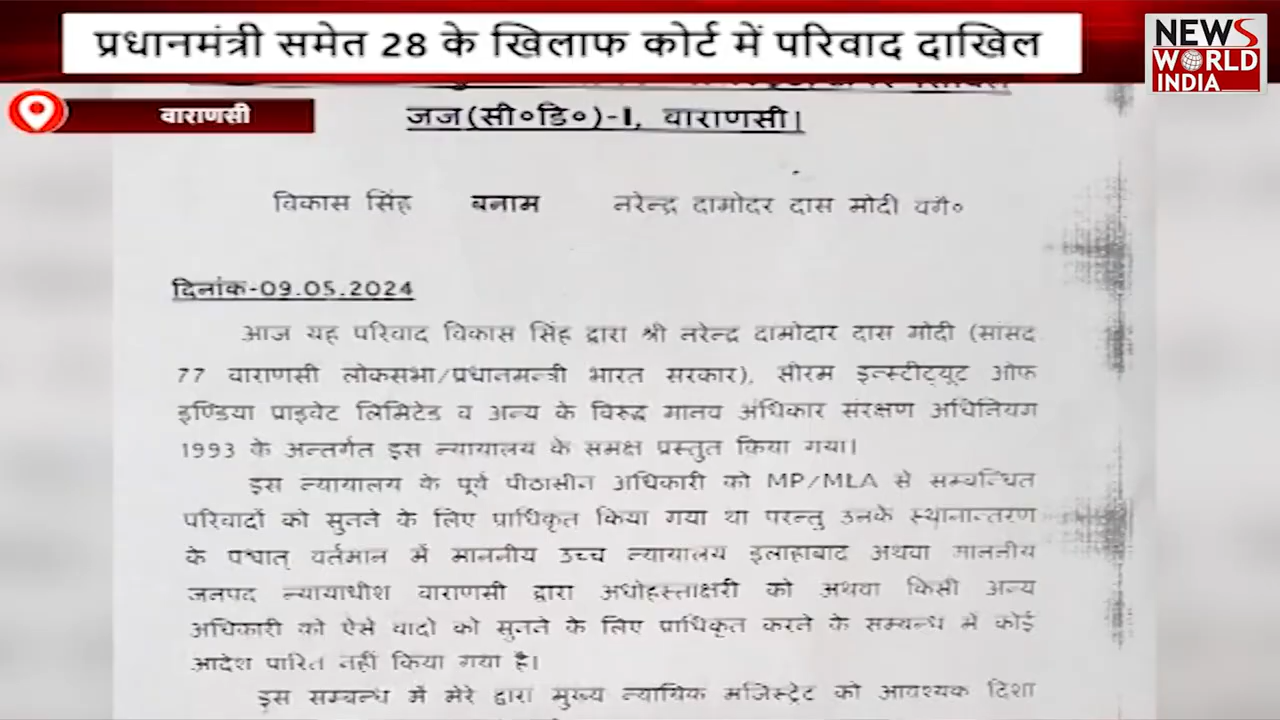 प्रधानमंत्री समेत 28 के खिलाफ कोर्ट में परिवाद दाखिल
NEWS
WORLD
INDIA
वाराणसी
जज(सी०डि०)-I, वाराणसी।
विकास सिंह बनाम नरेन्द्र दामोदर दास मोदी वगै०
दिनांक-09.05.2024
आज यह परिवाद विकास सिंह द्वारा श्री नरेन्द्र दामोदार दास मोदी (सांसद
77 वाराणसी लोकसभा/प्रधानमन्त्री भारत सरकार), सीरम इन्स्टीट्यूट ओफ
इण्डिया प्राइवेट लिमिटेड व अन्य के विरुद्ध मानव अधिकार संरक्षण अधिनियम
1993 के अन्तर्गत इस न्यायालय के समक्ष प्रस्तुत किया गया।
इस न्यायालय के पूर्व पीठासीन अधिकारी को MP/MLA से सम्बन्धित
परिवादों को सुनने के लिए प्राधिकृत किया गया था परन्तु उनके स्थानान्तरण
के पश्चात् वर्तमान में माननीय उच्च न्यायालय इलाहाबाद अथवा माननीय
जनपद न्यायाधीश वाराणसी द्वारा अधोहस्ताक्षरी को अथवा किसी अन्य
अधिकारी को ऐसे वादो को सुनने के लिए प्राधिकृत करने के सम्बन्ध में कोई
आदेश पारित नहीं किया गया है।
इस सम्बन्ध में मेरे द्वारा मुख्य न्यायिक मजिस्ट्रेट को आवश्यक दिशा